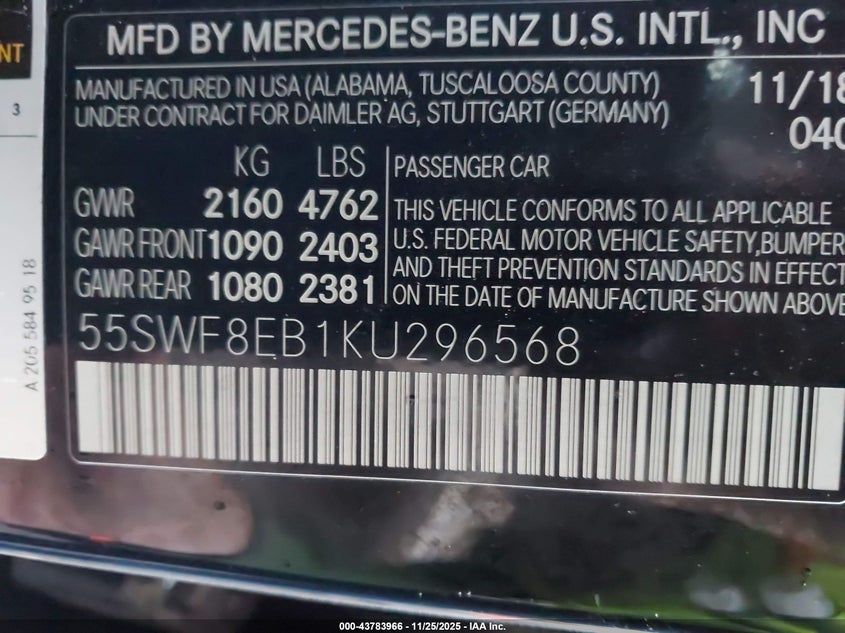 NT
3
MFD BY MERCEDES-BENZ U.S. INTL., INC
MANUFACTURED IN USA (ALABAMA, TUSCALOOSA COUNTY) 11/18
UNDER CONTRACT FOR DAIMLER AG, STUTTGART (GERMANY)
040
KG LBS
GVWR 2160 4762
GAWR FRONT 1090 2403
GAWR REAR 1080 2381
PASSENGER CAR
THIS VEHICLE CONFORMS TO ALL APPLICABLE
U.S. FEDERAL MOTOR VEHICLE SAFETY, BUMPER
AND THEFT PREVENTION STANDARDS IN EFFECT
ON THE DATE OF MANUFACTURE SHOWN ABOVE
55SWF8EB1KU296568
A 205 584 95 18
000-43783966 - 11/25/2025 - IAA Inc.